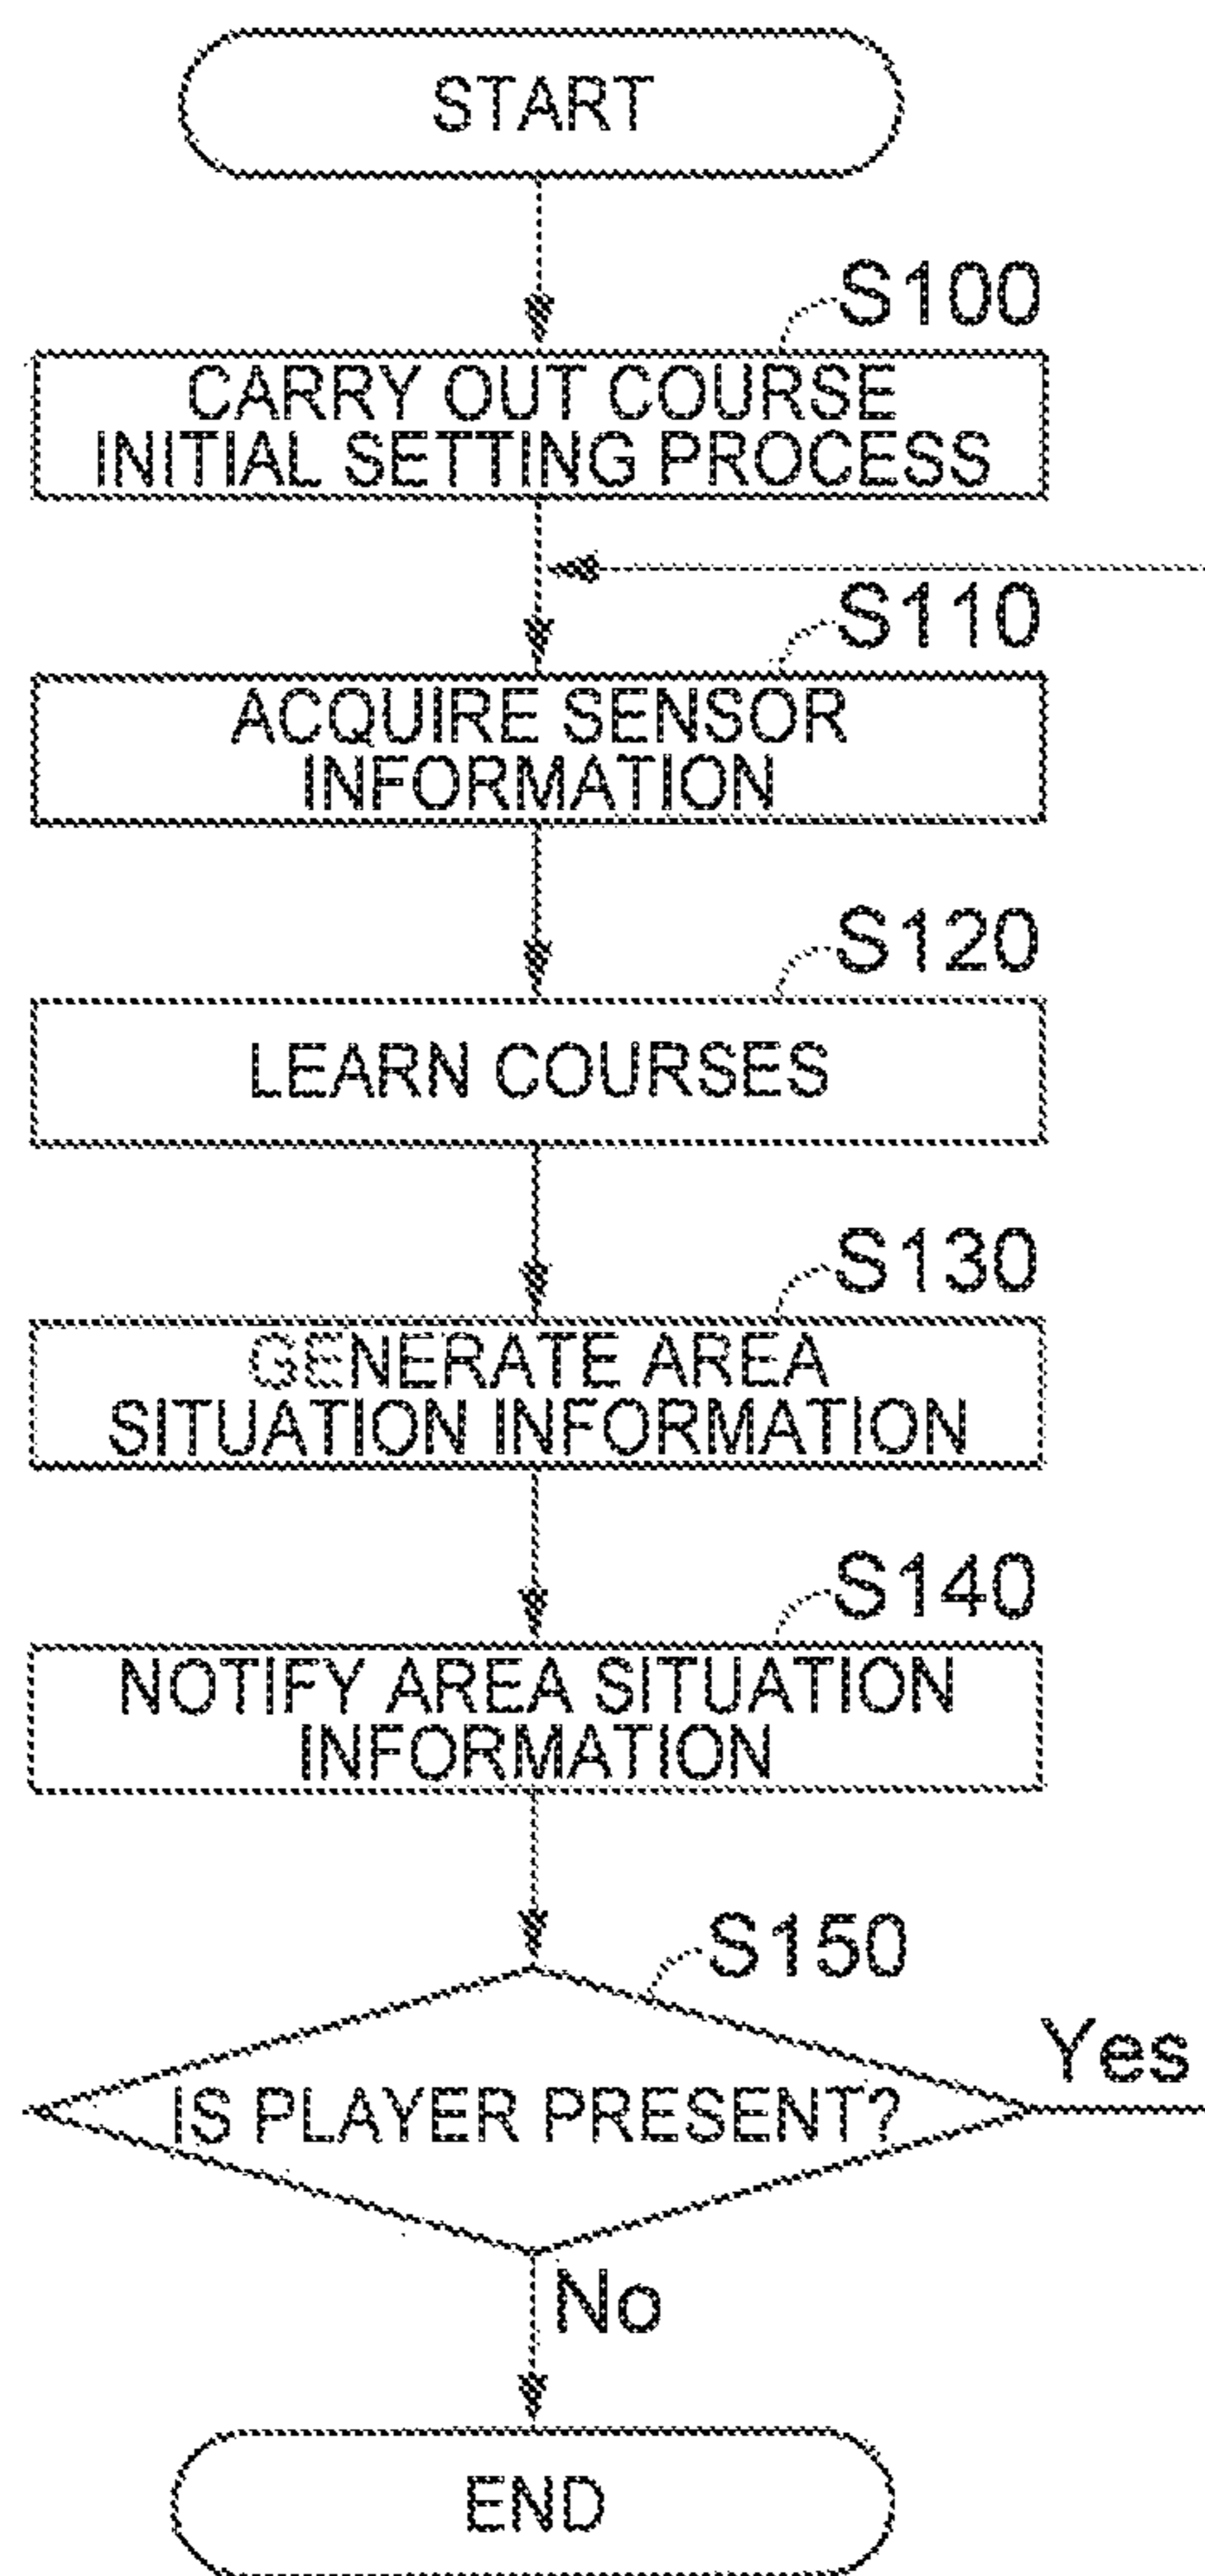 START
S100
CARRY OUT COURSE
INITIAL SETTING PROCESS
S110
ACQUIRE SENSOR
INFORMATION
S120
LEARN COURSES
S130
GENERATE AREA
SITUATION INFORMATION
S140
NOTIFY AREA SITUATION
INFORMATION
S150
IS PLAYER PRESENT?
Yes
No
END